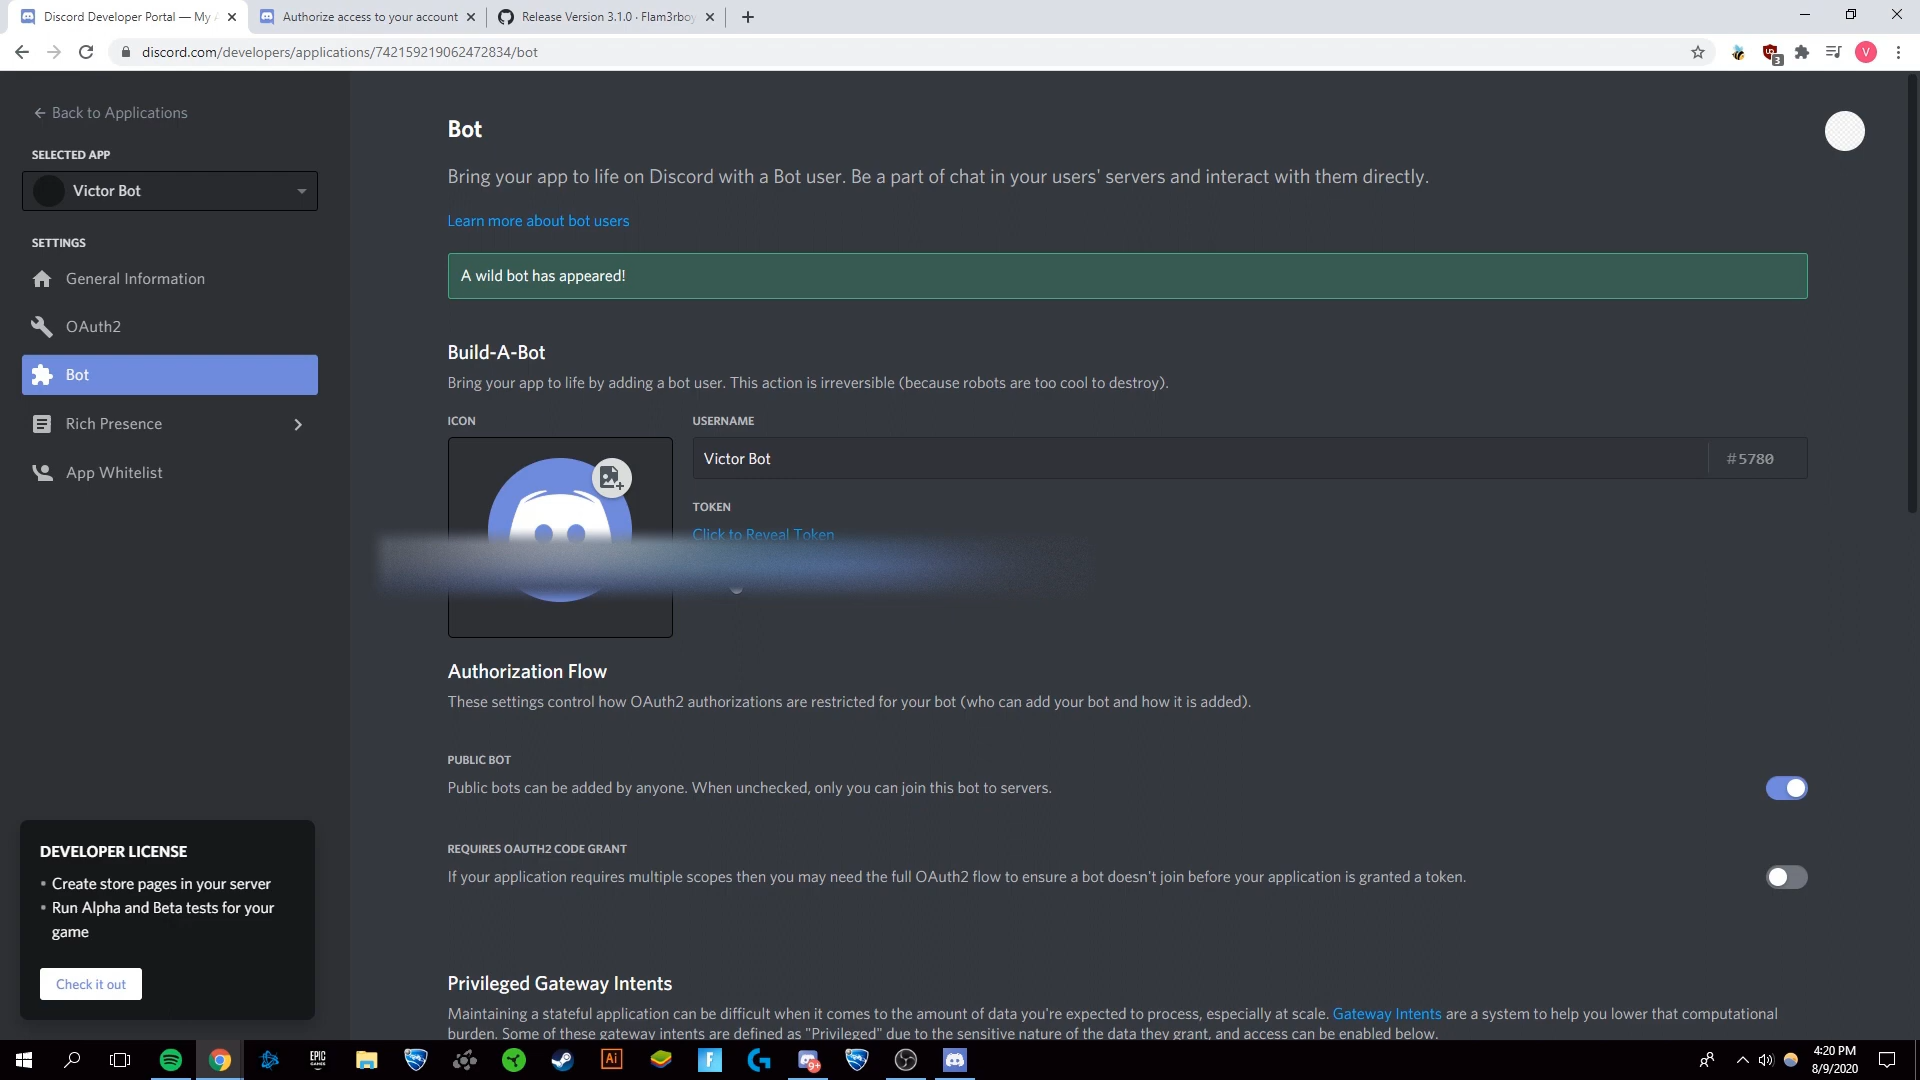 Discord Developer Portal — My A
Authorize access to your account
Release Version 3.1.0 · Flam3rboy
discord.com/developers/applications/742159219062472834/bot
3
V
← Back to Applications
SELECTED APP
Victor Bot
SETTINGS
General Information
OAuth2
Bot
Rich Presence
App Whitelist
DEVELOPER LICENSE
• Create store pages in your server
• Run Alpha and Beta tests for your
game
Check it out
Bot
Bring your app to life on Discord with a Bot user. Be a part of chat in your users' servers and interact with them directly.
Learn more about bot users
A wild bot has appeared!
Build-A-Bot
Bring your app to life by adding a bot user. This action is irreversible (because robots are too cool to destroy).
ICON
USERNAME
Victor Bot
#5780
TOKEN
Click to Reveal Token
Authorization Flow
These settings control how OAuth2 authorizations are restricted for your bot (who can add your bot and how it is added).
PUBLIC BOT
Public bots can be added by anyone. When unchecked, only you can join this bot to servers.
REQUIRES OAUTH2 CODE GRANT
If your application requires multiple scopes then you may need the full OAuth2 flow to ensure a bot doesn't join before your application is granted a token.
Privileged Gateway Intents
Maintaining a stateful application can be difficult when it comes to the amount of data you're expected to process, especially at scale. Gateway Intents are a system to help you lower that computational
burden. Some of these gateway intents are defined as "Privileged" due to the sensitive nature of the data they grant, and access can be enabled below.
EPIC
GAMES
Ai
F
9+
4:20 PM
8/9/2020